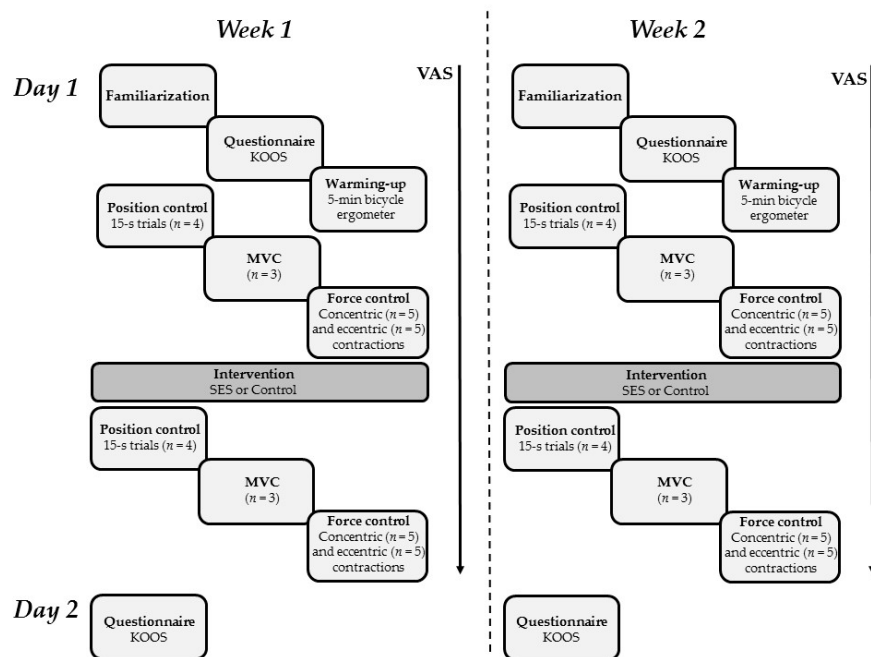 Week 1
Week 2
Day 1
VAS
VAS
Familiarization
Questionnaire
KOOS
Warming-up
5-min bicycle
ergometer
Position control
15-s trials (n = 4)
MVC
(n = 3)
Force control
Concentric (n = 5)
and eccentric (n = 5)
contractions
Intervention
SES or Control
Position control
15-s trials (n = 4)
MVC
(n = 3)
Force control
Concentric (n = 5)
and eccentric (n = 5)
contractions
Familiarization
Questionnaire
KOOS
Warming-up
5-min bicycle
ergometer
Position control
15-s trials (n = 4)
MVC
(n = 3)
Force control
Concentric (n = 5)
and eccentric (n = 5)
contractions
Intervention
SES or Control
Position control
15-s trials (n = 4)
MVC
(n = 3)
Force control
Concentric (n = 5)
and eccentric (n = 5)
contractions
Day 2
Questionnaire
KOOS
Questionnaire
KOOS